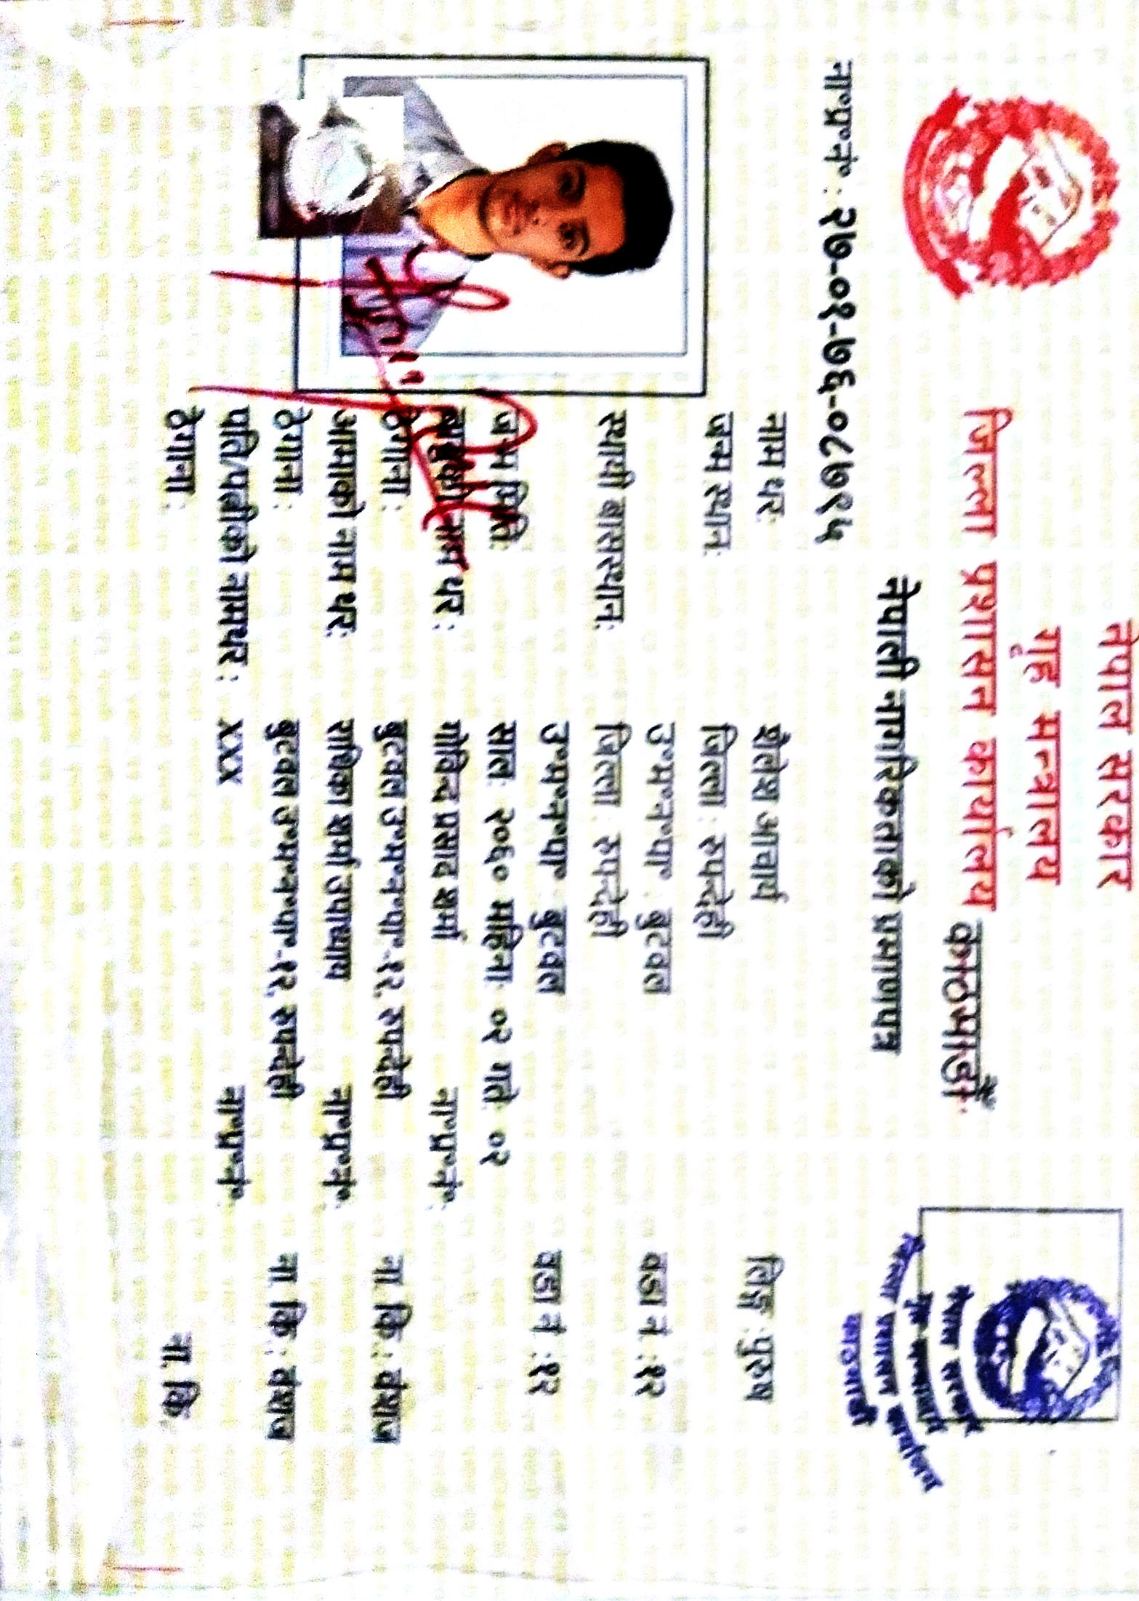 नेपाल सरकार
गृह मन्त्रालय
जिल्ला प्रशासन कार्यालय काठमाडौँ
नेपाल सरकार
गृह मन्त्रालय
जिल्ला प्रशासन कार्यालय
काठमाडौँ
नेपाली नागरिकताको प्रमाणपत्र
ना॰प्र॰नं॰ : २७-०१-७६-०८७९५
नाम थर: शैलेश आचार्य लिङ्ग : पुरुष
जन्म स्थान: जिल्ला : रुपन्देही
उ॰म॰न॰पा॰ : बुटवल वडा नं. : १२
स्थायी बासस्थान: जिल्ला : रुपन्देही
उ॰म॰न॰पा॰ बुटवल वडा नं : १२
जन्म मिति: साल: २०६० महिना: ०२ गते: ०२
बाबुको नाम थर : गोविन्द प्रसाद शर्मा ना॰प्र॰नं॰:
ठेगाना : बुटवल उ॰म॰न॰पा॰-१२, रुपन्देही ना. कि. : वंशज
आमाको नाम थर: राधिका शर्मा उपाध्याय ना॰प्र॰नं॰:
ठेगाना : बुटवल उ॰म॰न॰पा॰-१२, रुपन्देही ना. कि : वंशज
पति/पत्नीको नामथर : XXX ना॰प्र॰नं॰:
ठेगाना : ना. कि.